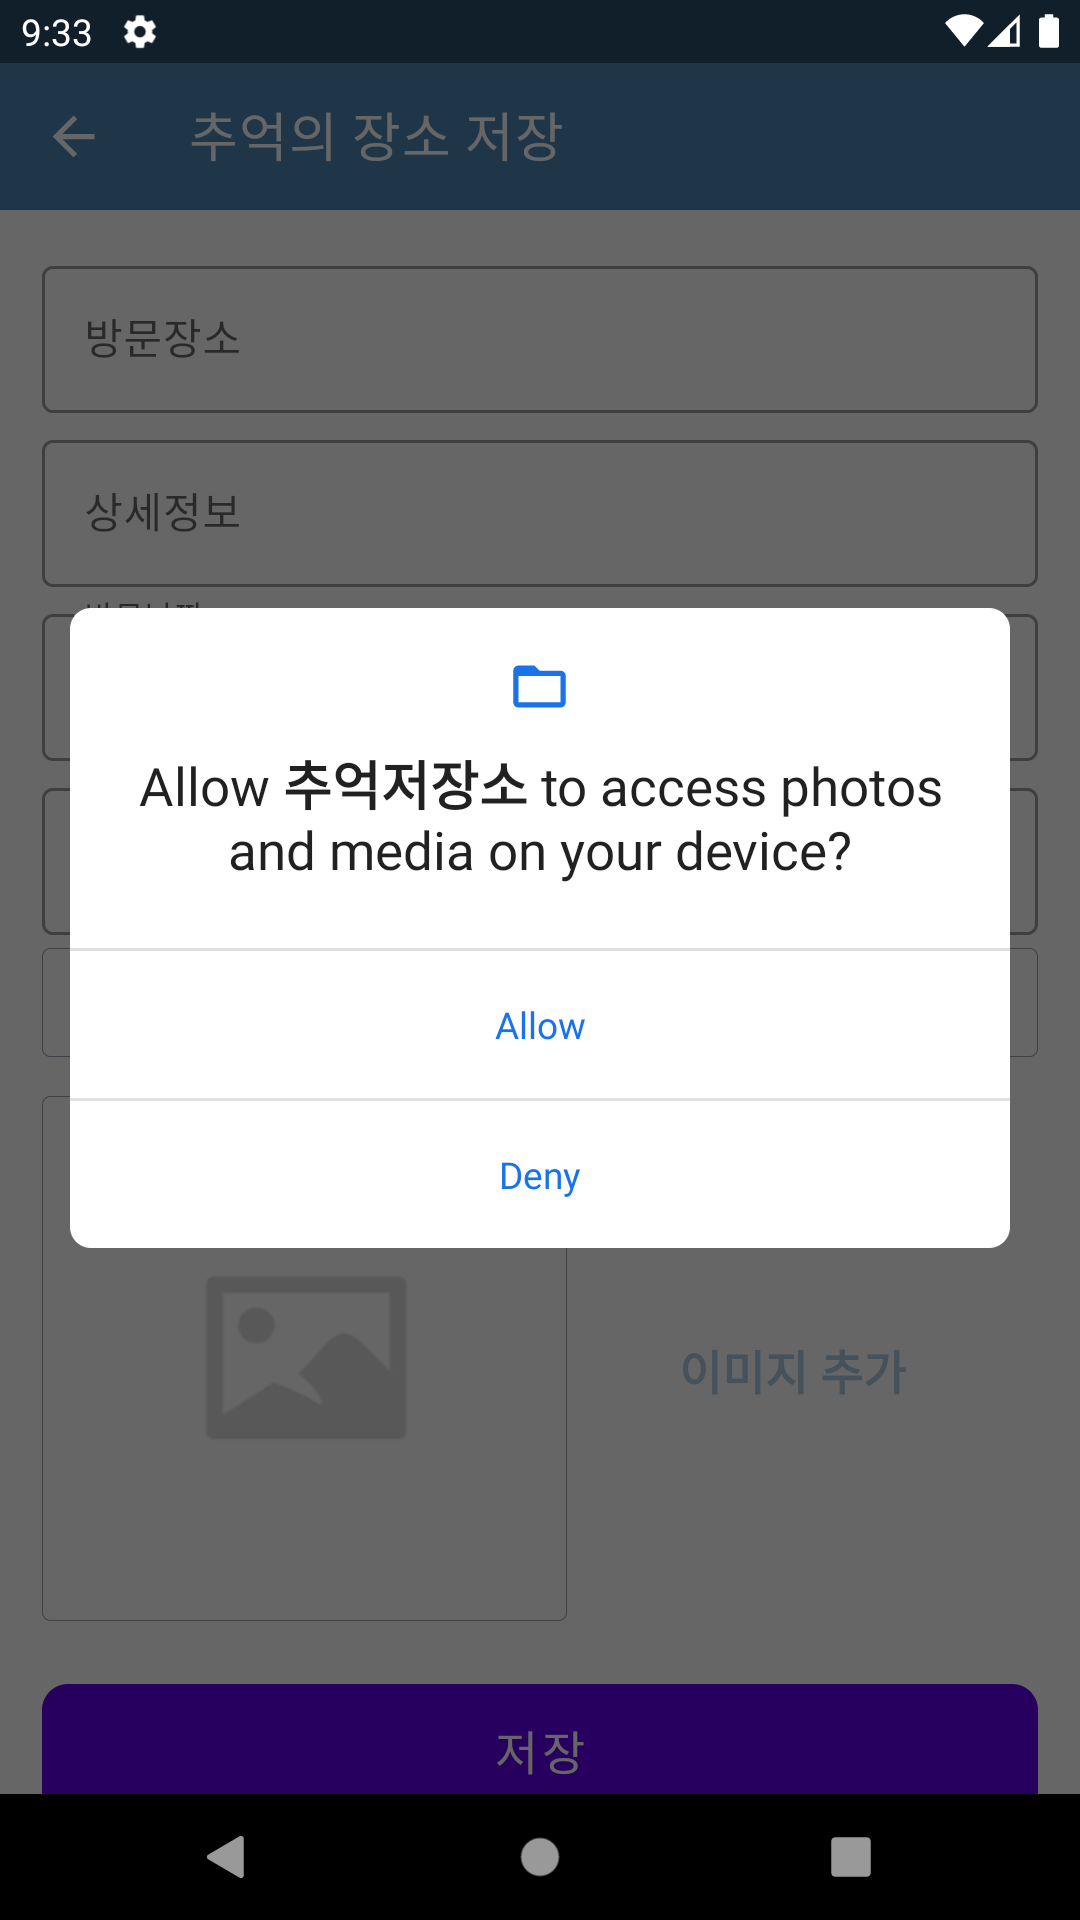 9:33
추억의 장소 저장
방문장소
상세정보
Allow 추억저장소 to access photos
and media on your device?
Allow
Deny
이미지 추가
저장